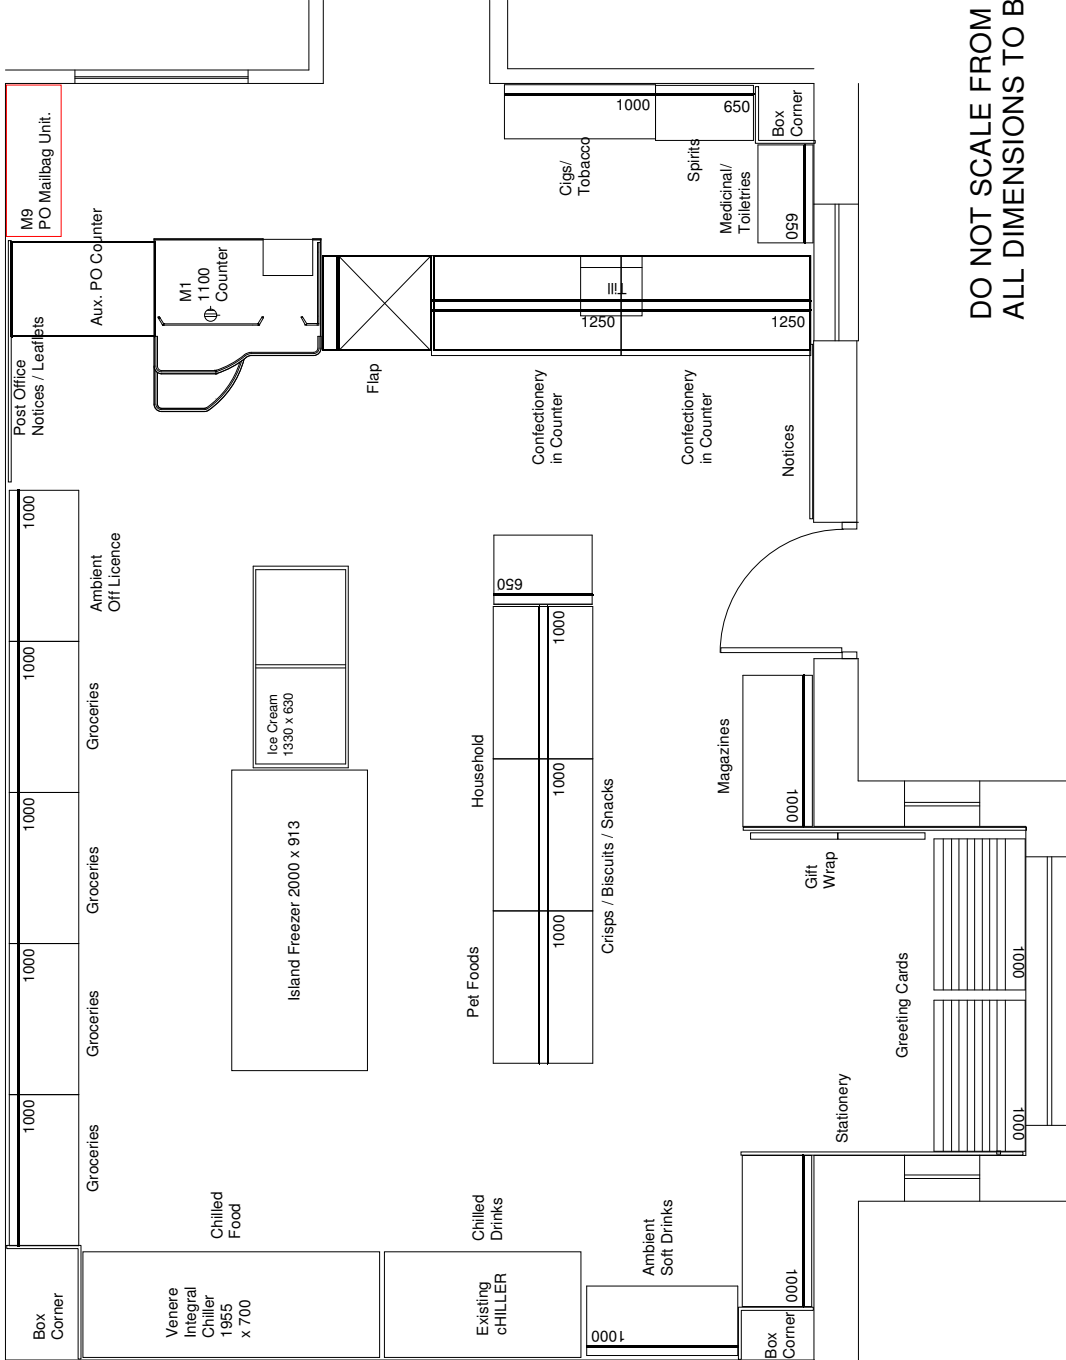 DO NOT SCALE FROM
ALL DIMENSIONS TO B
M9
PO Mailbag Unit.
Aux. PO Counter
M1
1100
Counter
Post Office
Notices / Leaflets
Flap
1000
650
Box
Corner
Cigs/
Tobacco
Spirits
Medicinal/
Toiletries
650
Till
1250
1250
Confectionery
in Counter
Confectionery
in Counter
Notices
1000
Ambient
Off Licence
1000
Groceries
1000
Groceries
1000
Groceries
1000
Groceries
Ice Cream
1330 x 630
Island Freezer 2000 x 913
650
1000
Household
1000
Crisps / Biscuits / Snacks
1000
Pet Foods
Magazines
1000
Gift
Wrap
Greeting Cards
1000
1000
Stationery
Chilled
Food
Chilled
Drinks
Ambient
Soft Drinks
Box
Corner
Venere
Integral
Chiller
1955
x 700
Existing
cHILLER
1000
1000
Box
Corner